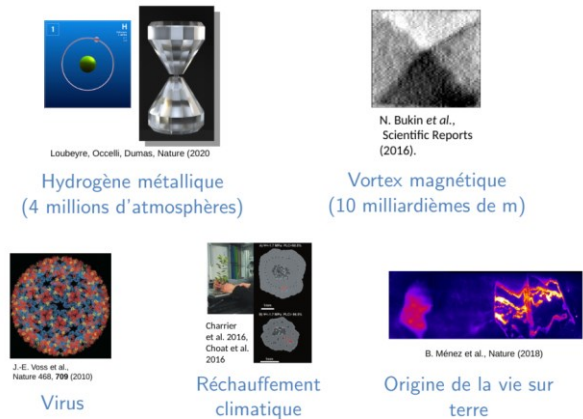 1
H
Loubeyre, Occelli, Dumas, Nature (2020
Hydrogène métallique
(4 millions d'atmosphères)
N. Bukin et al.,
Scientific Reports
(2016).
Vortex magnétique
(10 milliardièmes de m)
J.-E. Voss et al.,
Nature 468, 709 (2010)
Virus
Charrier
et al. 2016,
Choat et al.
2016
Réchauffement
climatique
B. Ménez et al., Nature (2018)
Origine de la vie sur
terre